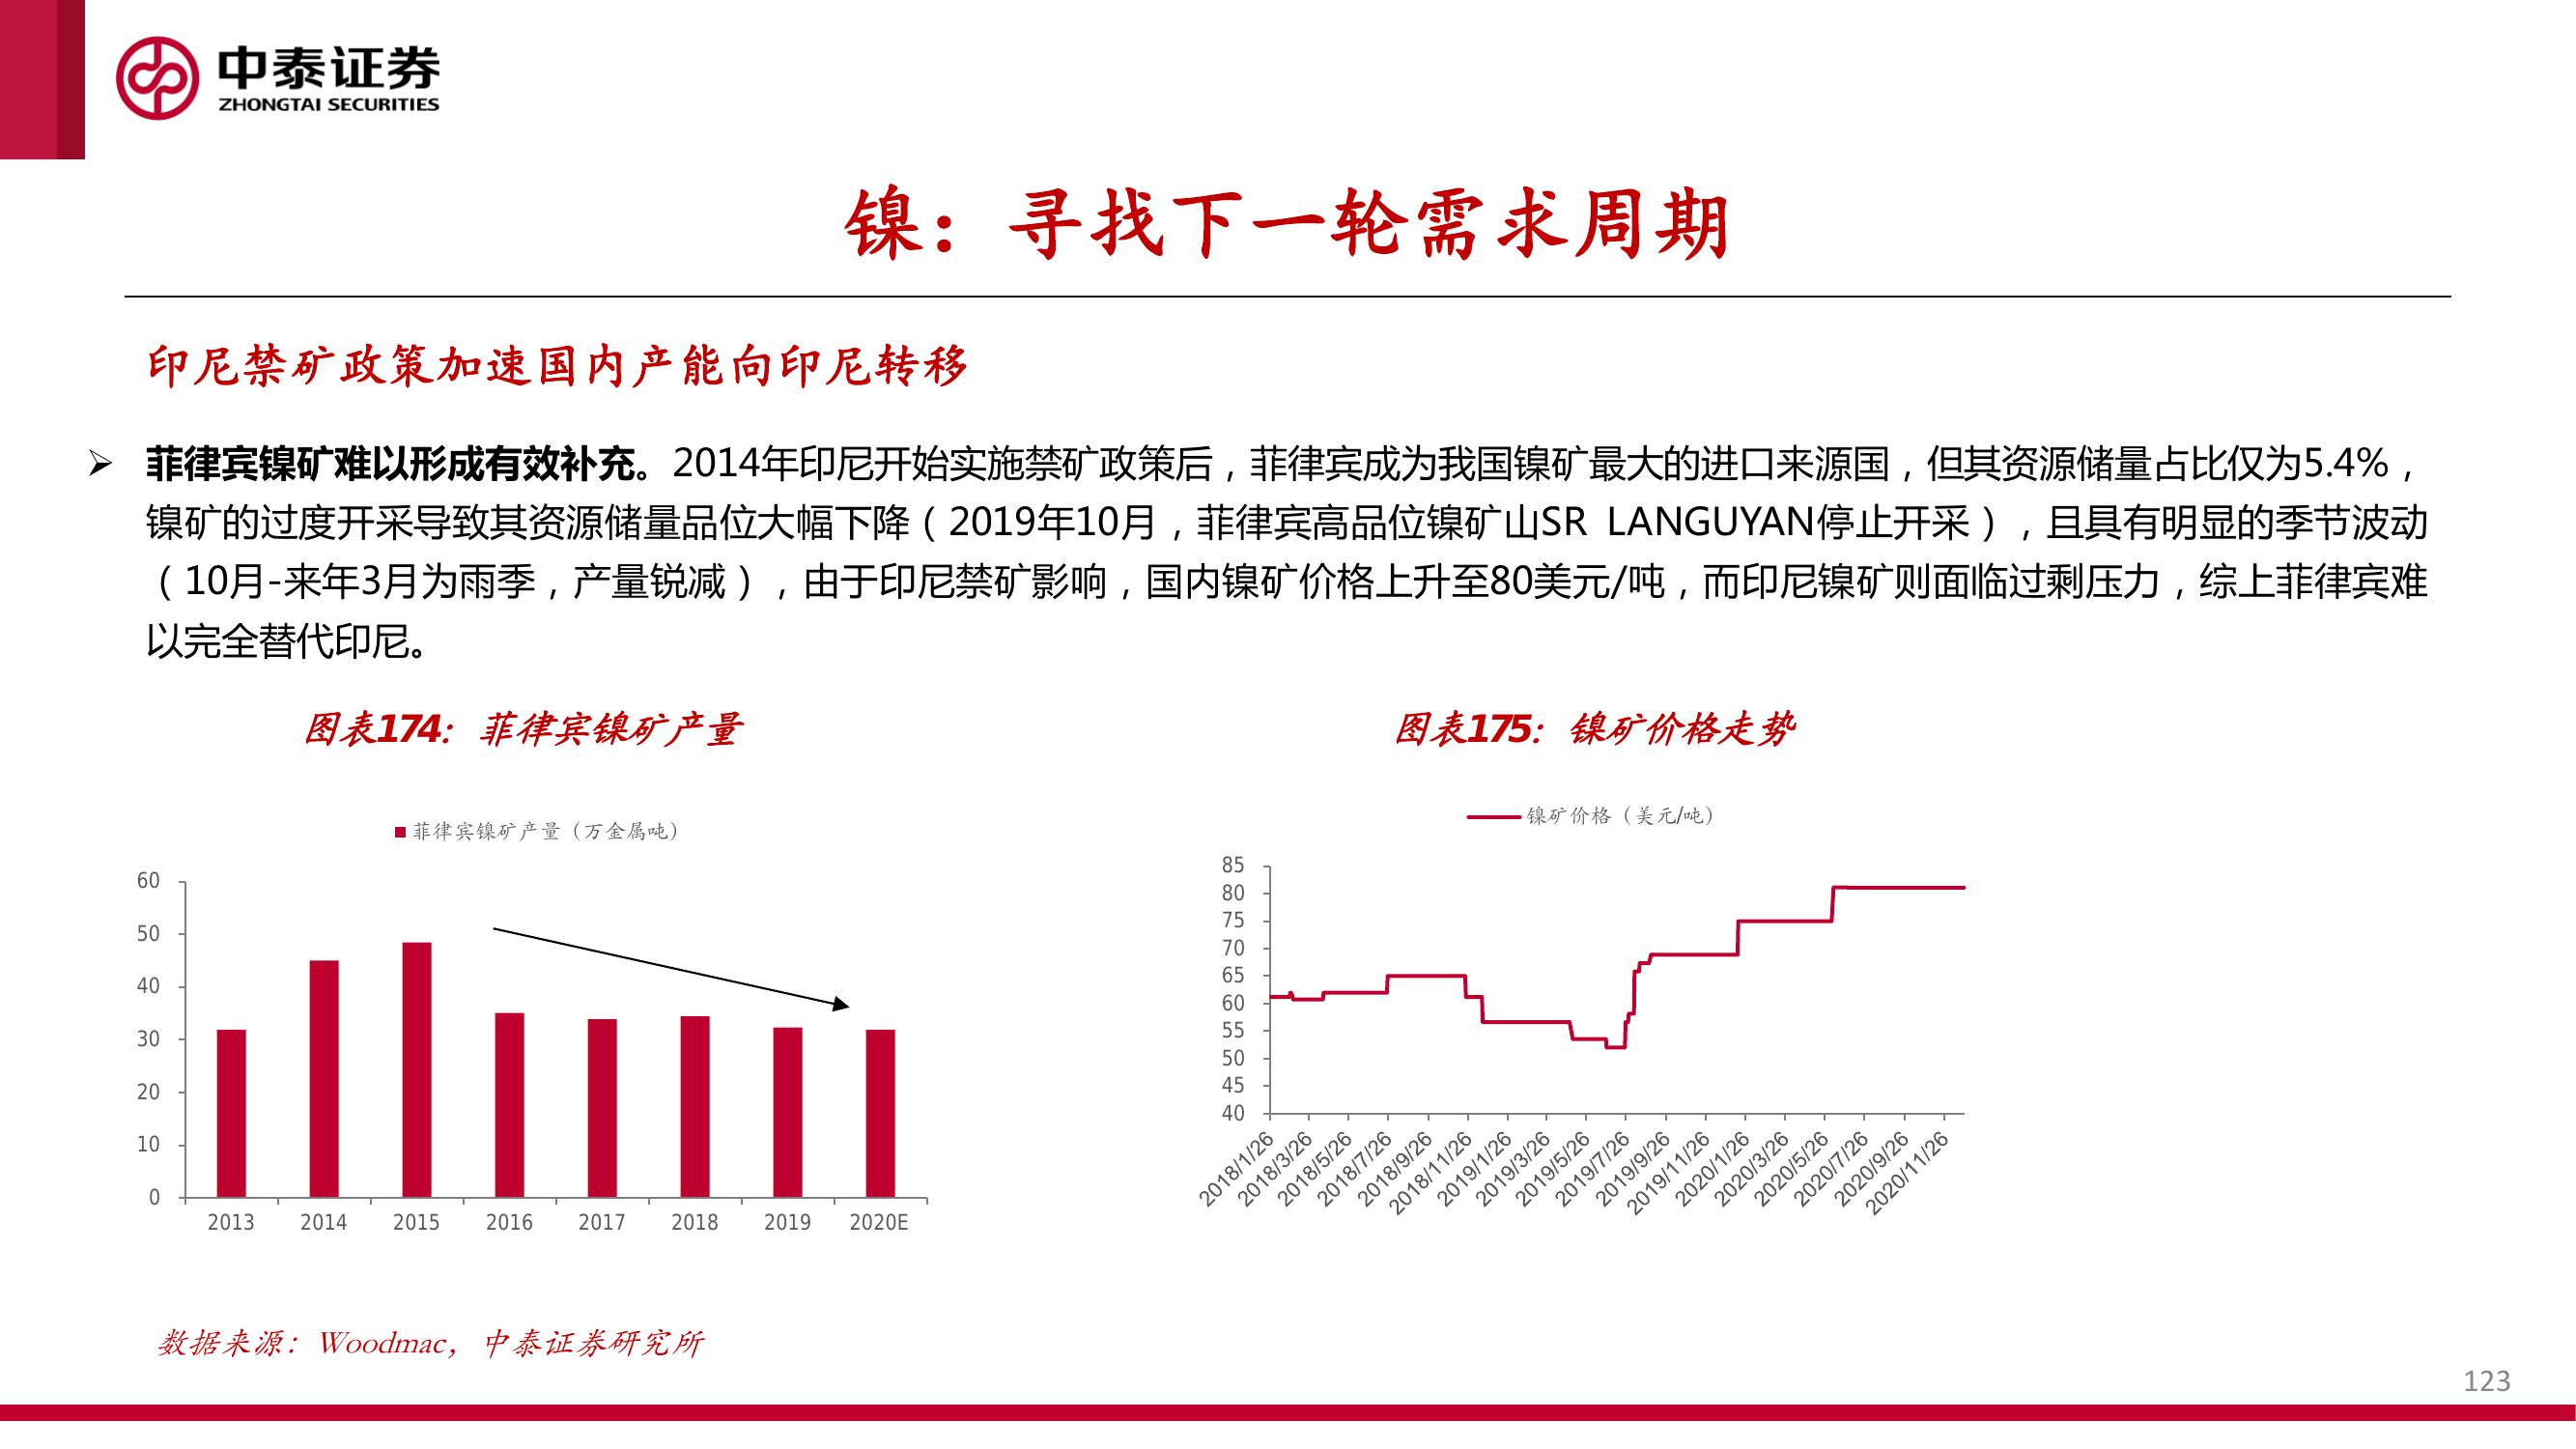 中泰证券
ZHONGTAI SECURITIES
镍：寻找下一轮需求周期
印尼禁矿政策加速国内产能向印尼转移
➢ 菲律宾镍矿难以形成有效补充。2014年印尼开始实施禁矿政策后，菲律宾成为我国镍矿最大的进口来源国，但其资源储量占比仅为5.4%，
镍矿的过度开采导致其资源储量品位大幅下降（2019年10月，菲律宾高品位镍矿山SR LANGUYAN停止开采），且具有明显的季节波动
（10月-来年3月为雨季，产量锐减），由于印尼禁矿影响，国内镍矿价格上升至80美元/吨，而印尼镍矿则面临过剩压力，综上菲律宾难
以完全替代印尼。
图表174：菲律宾镍矿产量
菲律宾镍矿产量（万金属吨）
60
50
40
30
20
10
0
2013 2014 2015 2016 2017 2018 2019 2020E
图表175：镍矿价格走势
镍矿价格（美元/吨）
85
80
75
70
65
60
55
50
45
40
2018/1/26 2018/3/26 2018/5/26 2018/7/26 2018/9/26 2018/11/26 2019/1/26 2019/3/26 2019/5/26 2019/7/26 2019/9/26 2019/11/26 2020/1/26 2020/3/26 2020/5/26 2020/7/26 2020/9/26 2020/11/26
数据来源：Woodmac，中泰证券研究所
123